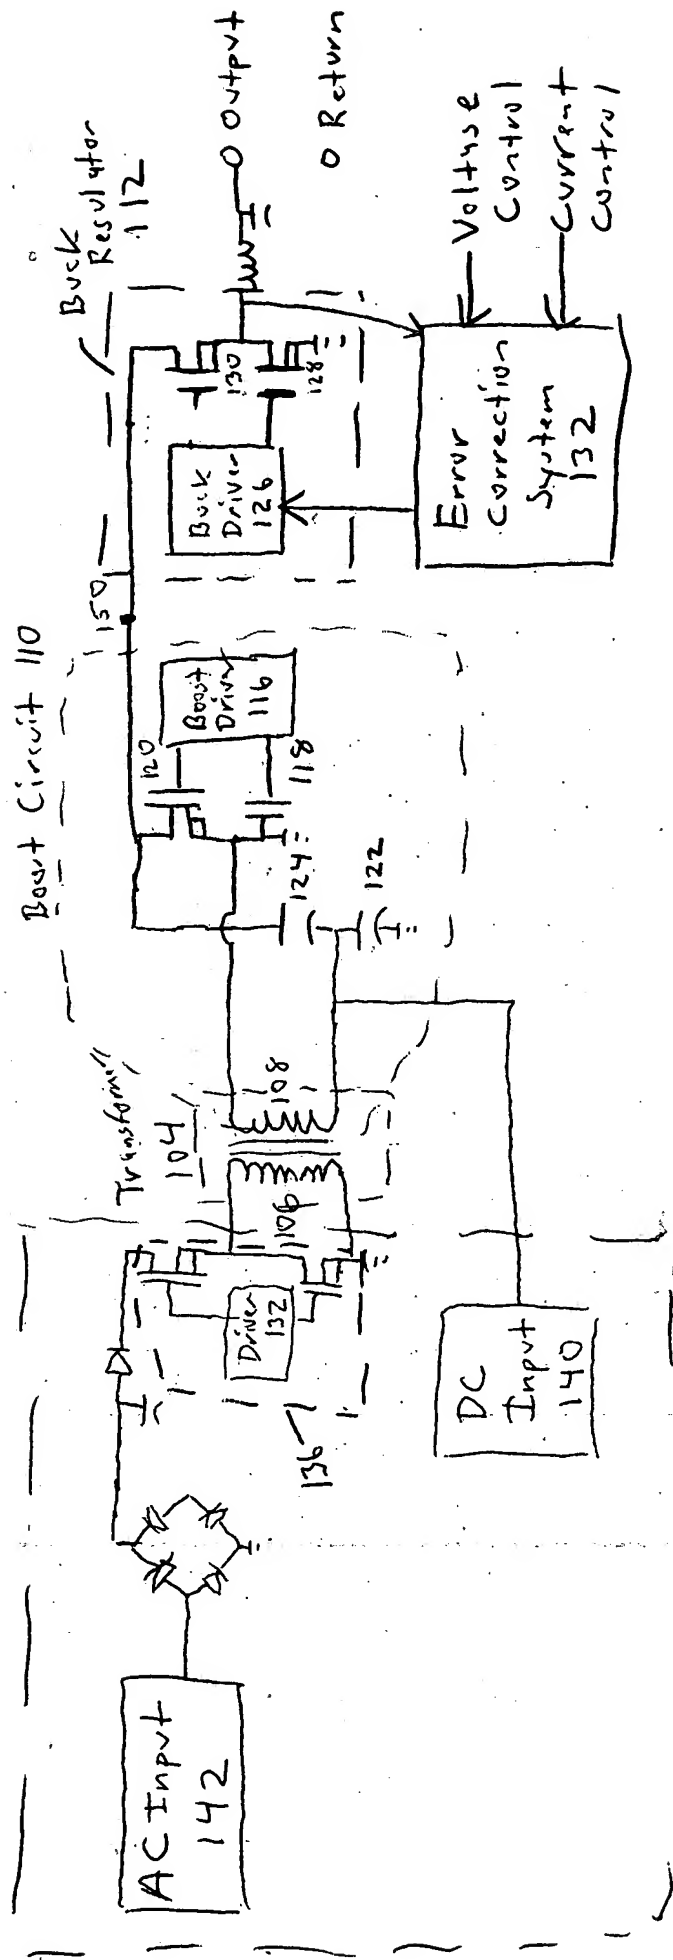 AC Input
142
136
Driver
132
Transformer
104
106
108
DC
Input
140
Boost Circuit 110
120
Boost
Driver
116
118
124
122
150
Buck
Regulator
112
Buck
Driver
126
130
128
Error
Correction
System
132
Output
Return
Voltage
Control
Current
Control